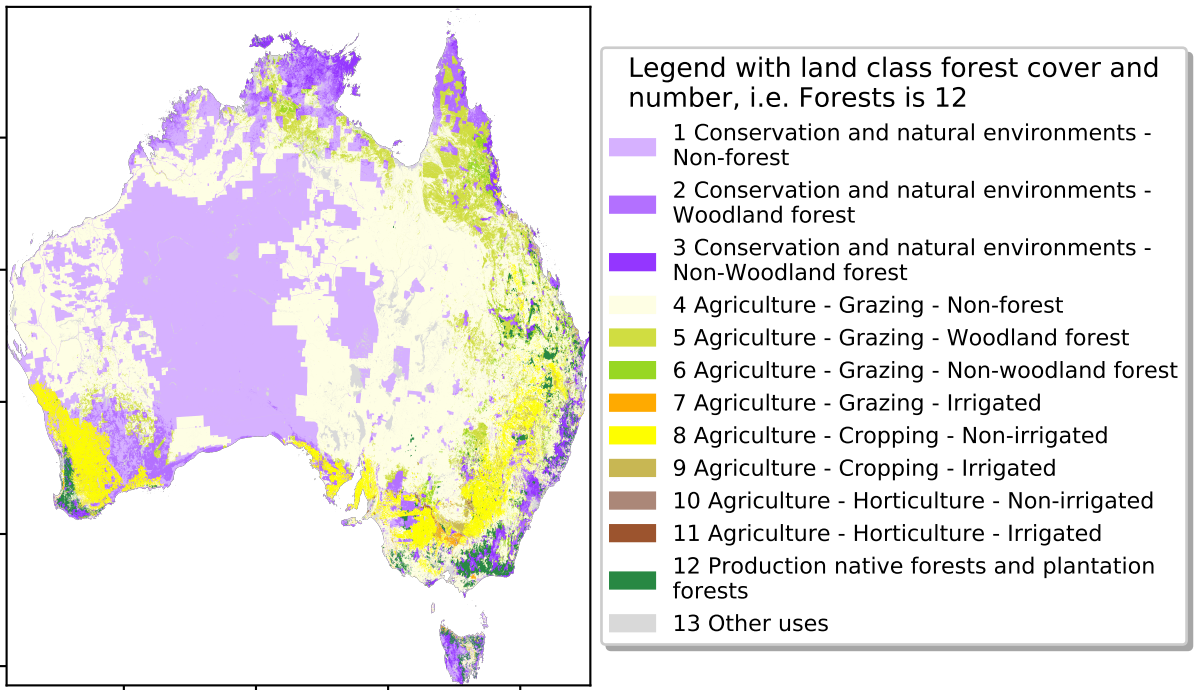 Legend with land class forest cover and
number, i.e. Forests is 12
1 Conservation and natural environments -
Non-forest
2 Conservation and natural environments -
Woodland forest
3 Conservation and natural environments -
Non-Woodland forest
4 Agriculture - Grazing - Non-forest
5 Agriculture - Grazing - Woodland forest
6 Agriculture - Grazing - Non-woodland forest
7 Agriculture - Grazing - Irrigated
8 Agriculture - Cropping - Non-irrigated
9 Agriculture - Cropping - Irrigated
10 Agriculture - Horticulture - Non-irrigated
11 Agriculture - Horticulture - Irrigated
12 Production native forests and plantation
forests
13 Other uses